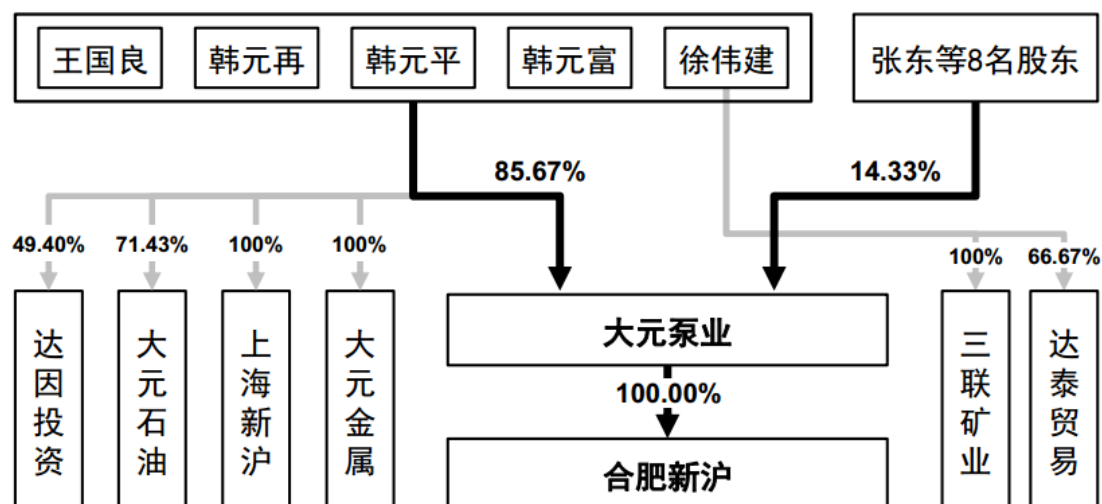 王国良 韩元再 韩元平 韩元富 徐伟建 张东等8名股东
85.67% 14.33%
49.40% 71.43% 100% 100% 100% 66.67%
达因投资
大元石油
上海新沪
大元金属
大元泵业
100.00%
合肥新沪
三联矿业
达泰贸易